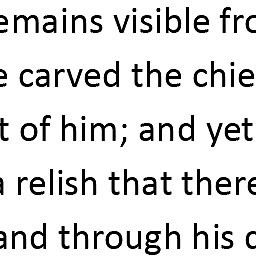 emains visible fro
e carved the chie
t of him; and yet
a relish that there
and through his